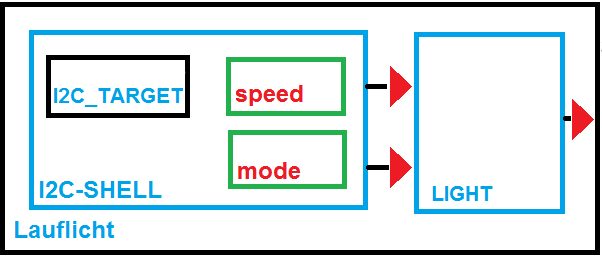 I2C_TARGET
speed
mode
I2C-SHELL
LIGHT
Lauflicht